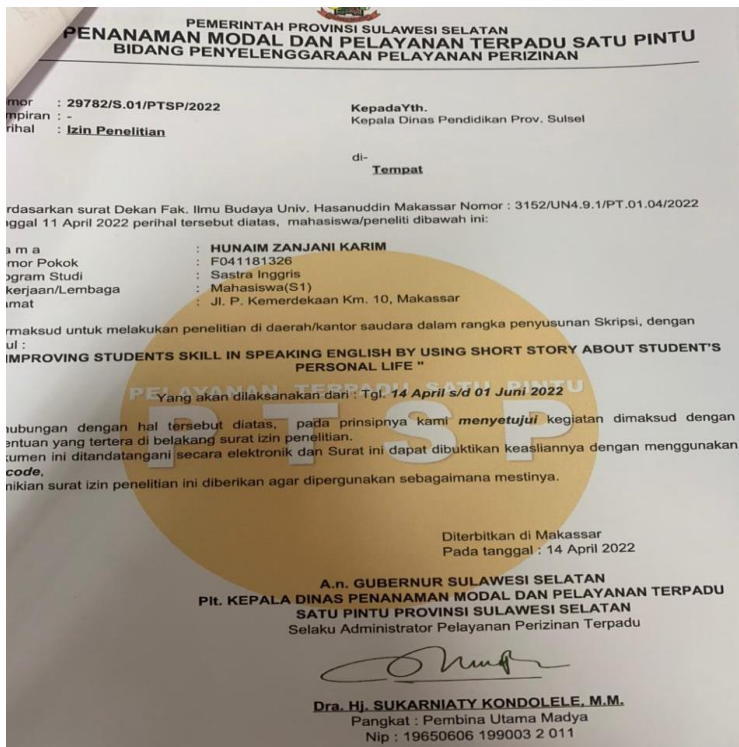 PEMERINTAH PROVINSI SULAWESI SELATAN
PENANAMAN MODAL DAN PELAYANAN TERPADU SATU PINTU
BIDANG PENYELENGGARAAN PELAYANAN PERIZINAN
mor : 29782/S.01/PTSP/2022
mpiran : -
rihal : Izin Penelitian
KepadaYth.
Kepala Dinas Pendidikan Prov. Sulsel
di-
Tempat
rdasarkan surat Dekan Fak. Ilmu Budaya Univ. Hasanuddin Makassar Nomor : 3152/UN4.9.1/PT.01.04/2022
nggal 11 April 2022 perihal tersebut diatas, mahasiswa/peneliti dibawah ini:
a m a : HUNAIM ZANJANI KARIM
mor Pokok : F041181326
ogram Studi : Sastra Inggris
kerjaan/Lembaga : Mahasiswa(S1)
amat : Jl. P. Kemerdekaan Km. 10, Makassar
rmaksud untuk melakukan penelitian di daerah/kantor saudara dalam rangka penyusunan Skripsi, dengan
ul :
IMPROVING STUDENTS SKILL IN SPEAKING ENGLISH BY USING SHORT STORY ABOUT STUDENT'S
PERSONAL LIFE "
PELAYANAN TERPADU SATU PINTU
Yang akan dilaksanakan dari : Tgl. 14 April s/d 01 Juni 2022
PTSP
hubungan dengan hal tersebut diatas, pada prinsipnya kami menyetujui kegiatan dimaksud dengan
entuan yang tertera di belakang surat izin penelitian.
kumen ini ditandatangani secara elektronik dan Surat ini dapat dibuktikan keasliannya dengan menggunakan
code,
mikian surat izin penelitian ini diberikan agar dipergunakan sebagaimana mestinya.
Diterbitkan di Makassar
Pada tanggal : 14 April 2022
A.n. GUBERNUR SULAWESI SELATAN
Plt. KEPALA DINAS PENANAMAN MODAL DAN PELAYANAN TERPADU
SATU PINTU PROVINSI SULAWESI SELATAN
Selaku Administrator Pelayanan Perizinan Terpadu
Dra. Hj. SUKARNIATY KONDOLELE, M.M.
Pangkat : Pembina Utama Madya
Nip : 19650606 199003 2 011